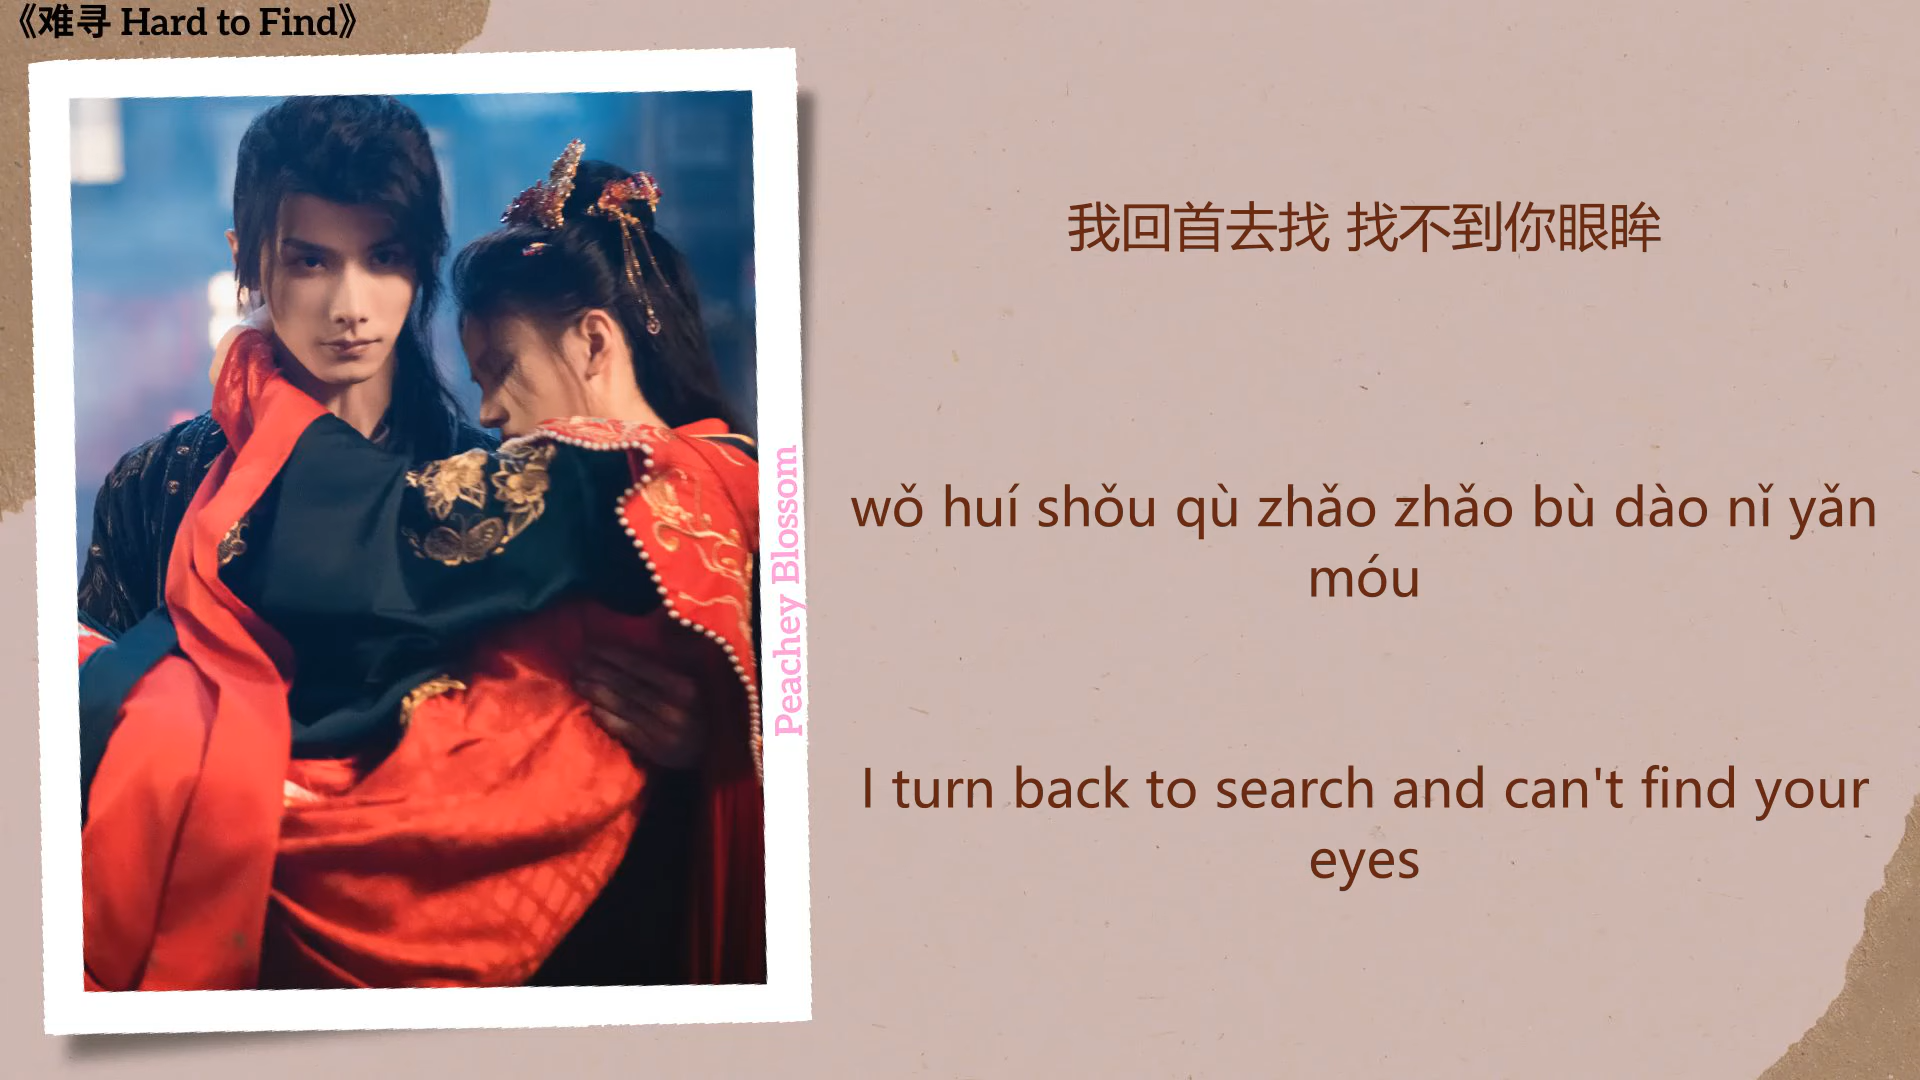 《难寻 Hard to Find》
我回首去找 找不到你眼眸
wǒ huí shǒu qù zhǎo zhǎo bù dào nǐ yǎn
móu
I turn back to search and can't find your
eyes
Peachey Blossom